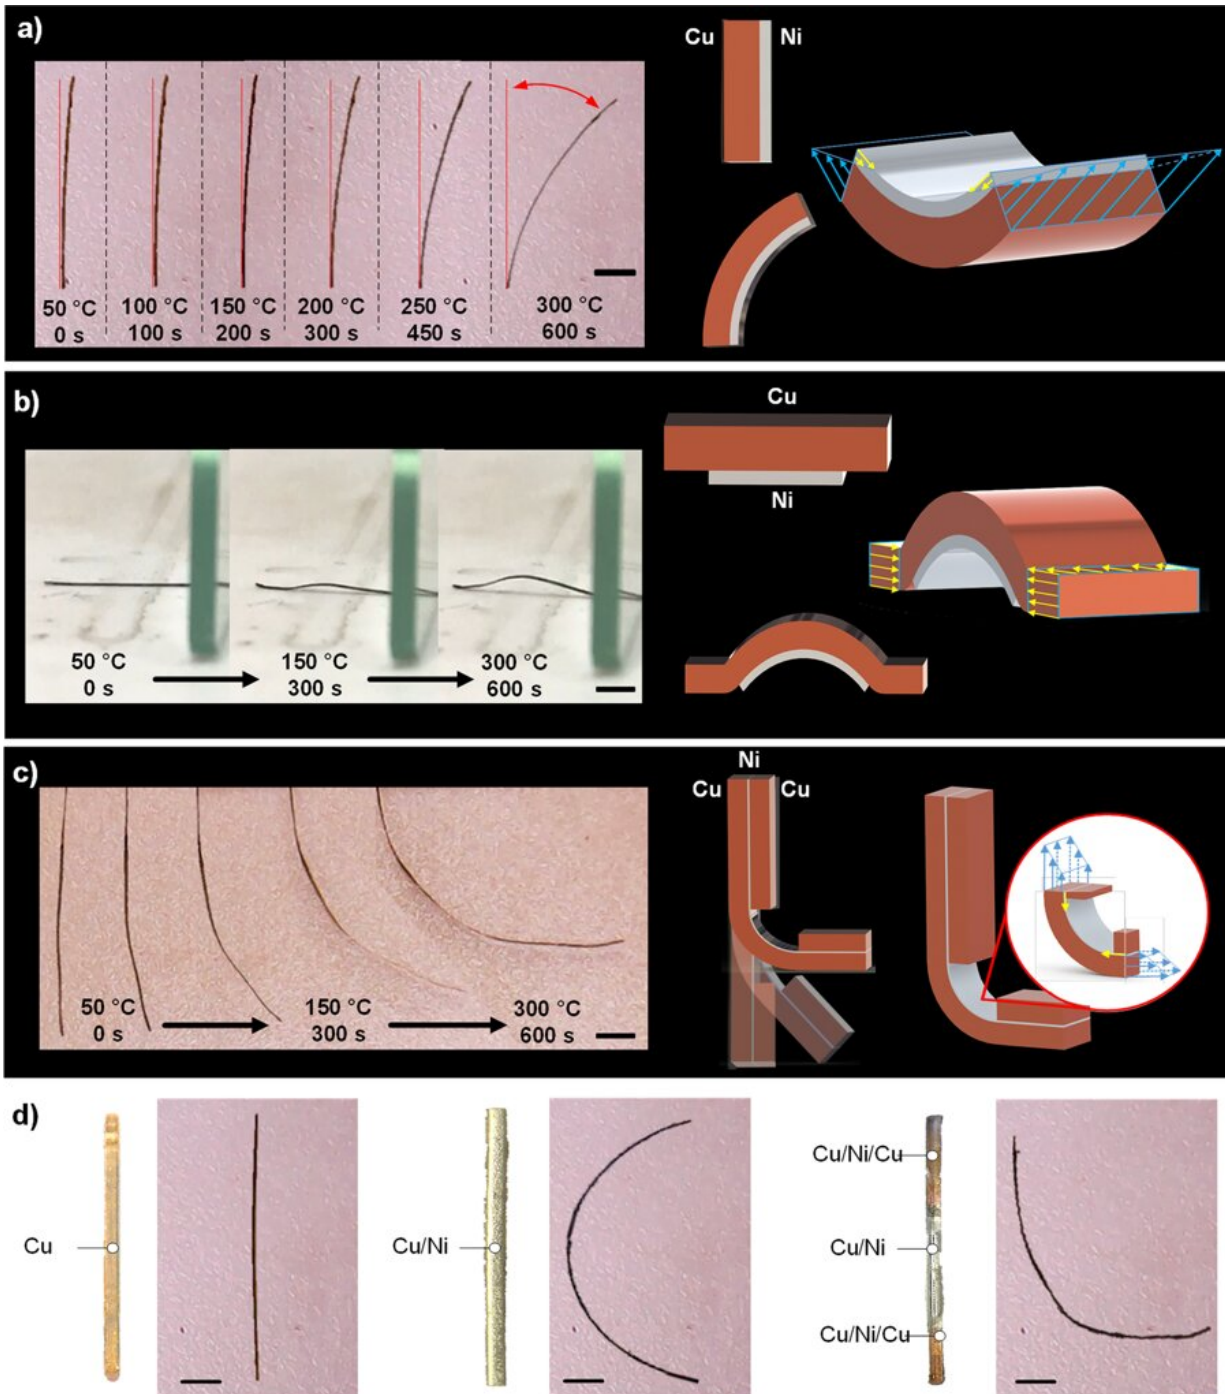 a)
Cu
Ni
50 °C
0 s
100 °C
100 s
150 °C
200 s
200 °C
300 s
250 °C
450 s
300 °C
600 s
b)
Cu
Ni
50 °C
0 s
150 °C
300 s
300 °C
600 s
c)
Ni
Cu
Cu
50 °C
0 s
150 °C
300 s
300 °C
600 s
d)
Cu
Cu/Ni
Cu/Ni/Cu
Cu/Ni
Cu/Ni/Cu